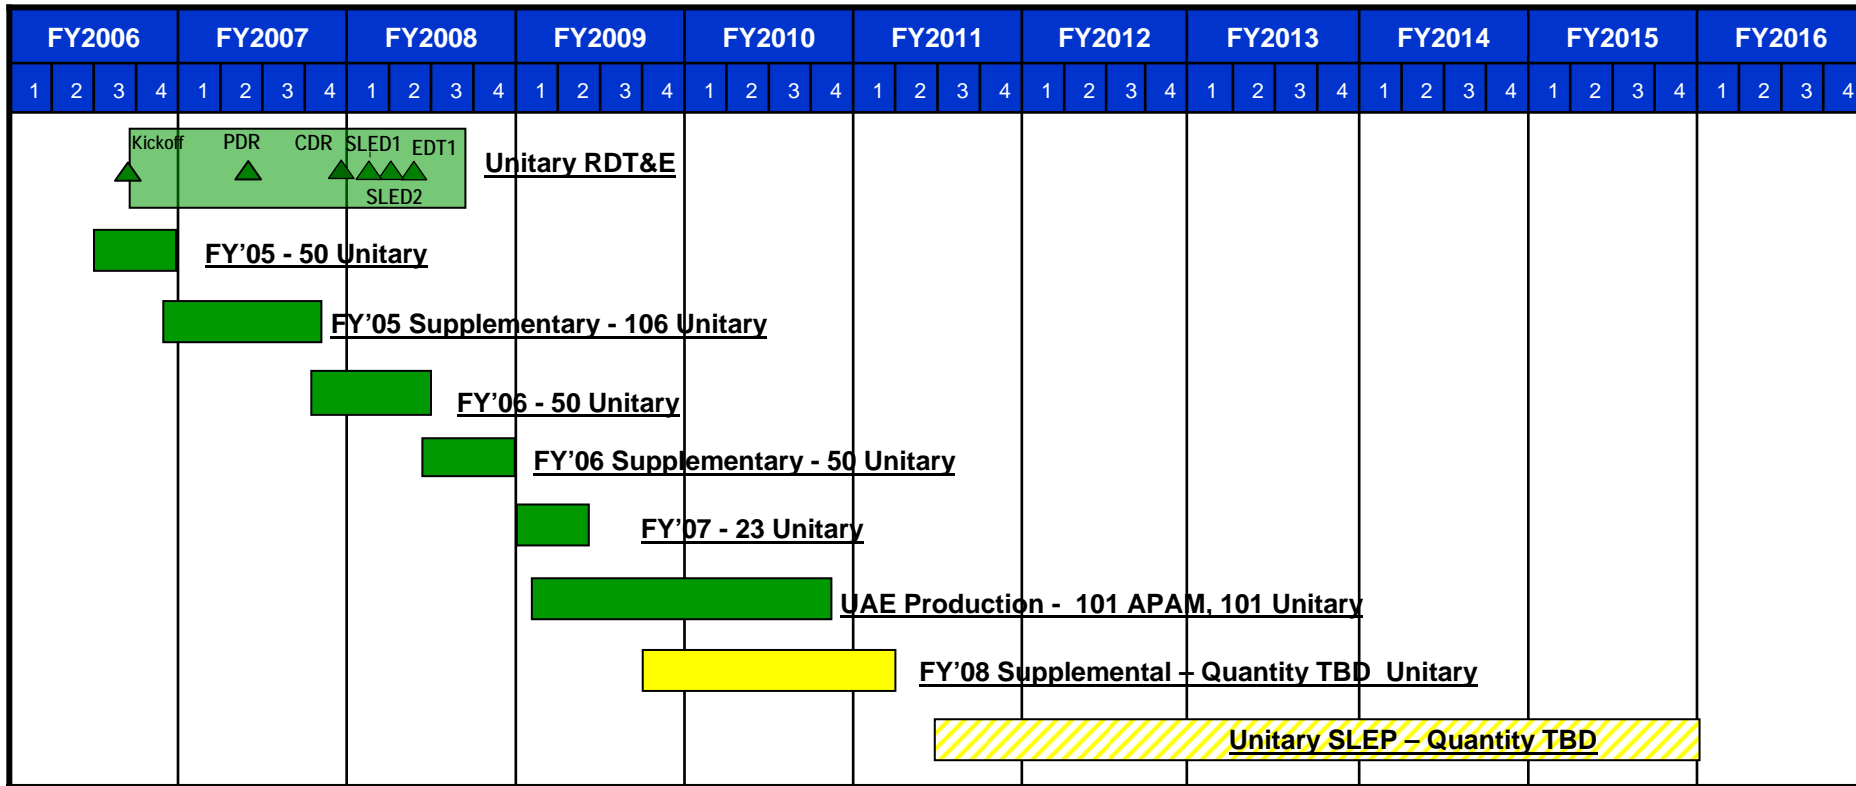 FY2006 FY2007 FY2008 FY2009 FY2010 FY2011 FY2012 FY2013 FY2014 FY2015 FY2016
1 2 3 4 1 2 3 4 1 2 3 4 1 2 3 4 1 2 3 4 1 2 3 4 1 2 3 4 1 2 3 4 1 2 3 4 1 2 3 4 1 2 3 4
Kickoff PDR CDR SLED1 EDT1
Unitary RDT&E
SLED2
FY'05 - 50 Unitary
FY'05 Supplementary - 106 Unitary
FY'06 - 50 Unitary
FY'06 Supplementary - 50 Unitary
FY'07 - 23 Unitary
UAE Production - 101 APAM, 101 Unitary
FY'08 Supplemental – Quantity TBD Unitary
Unitary SLEP – Quantity TBD